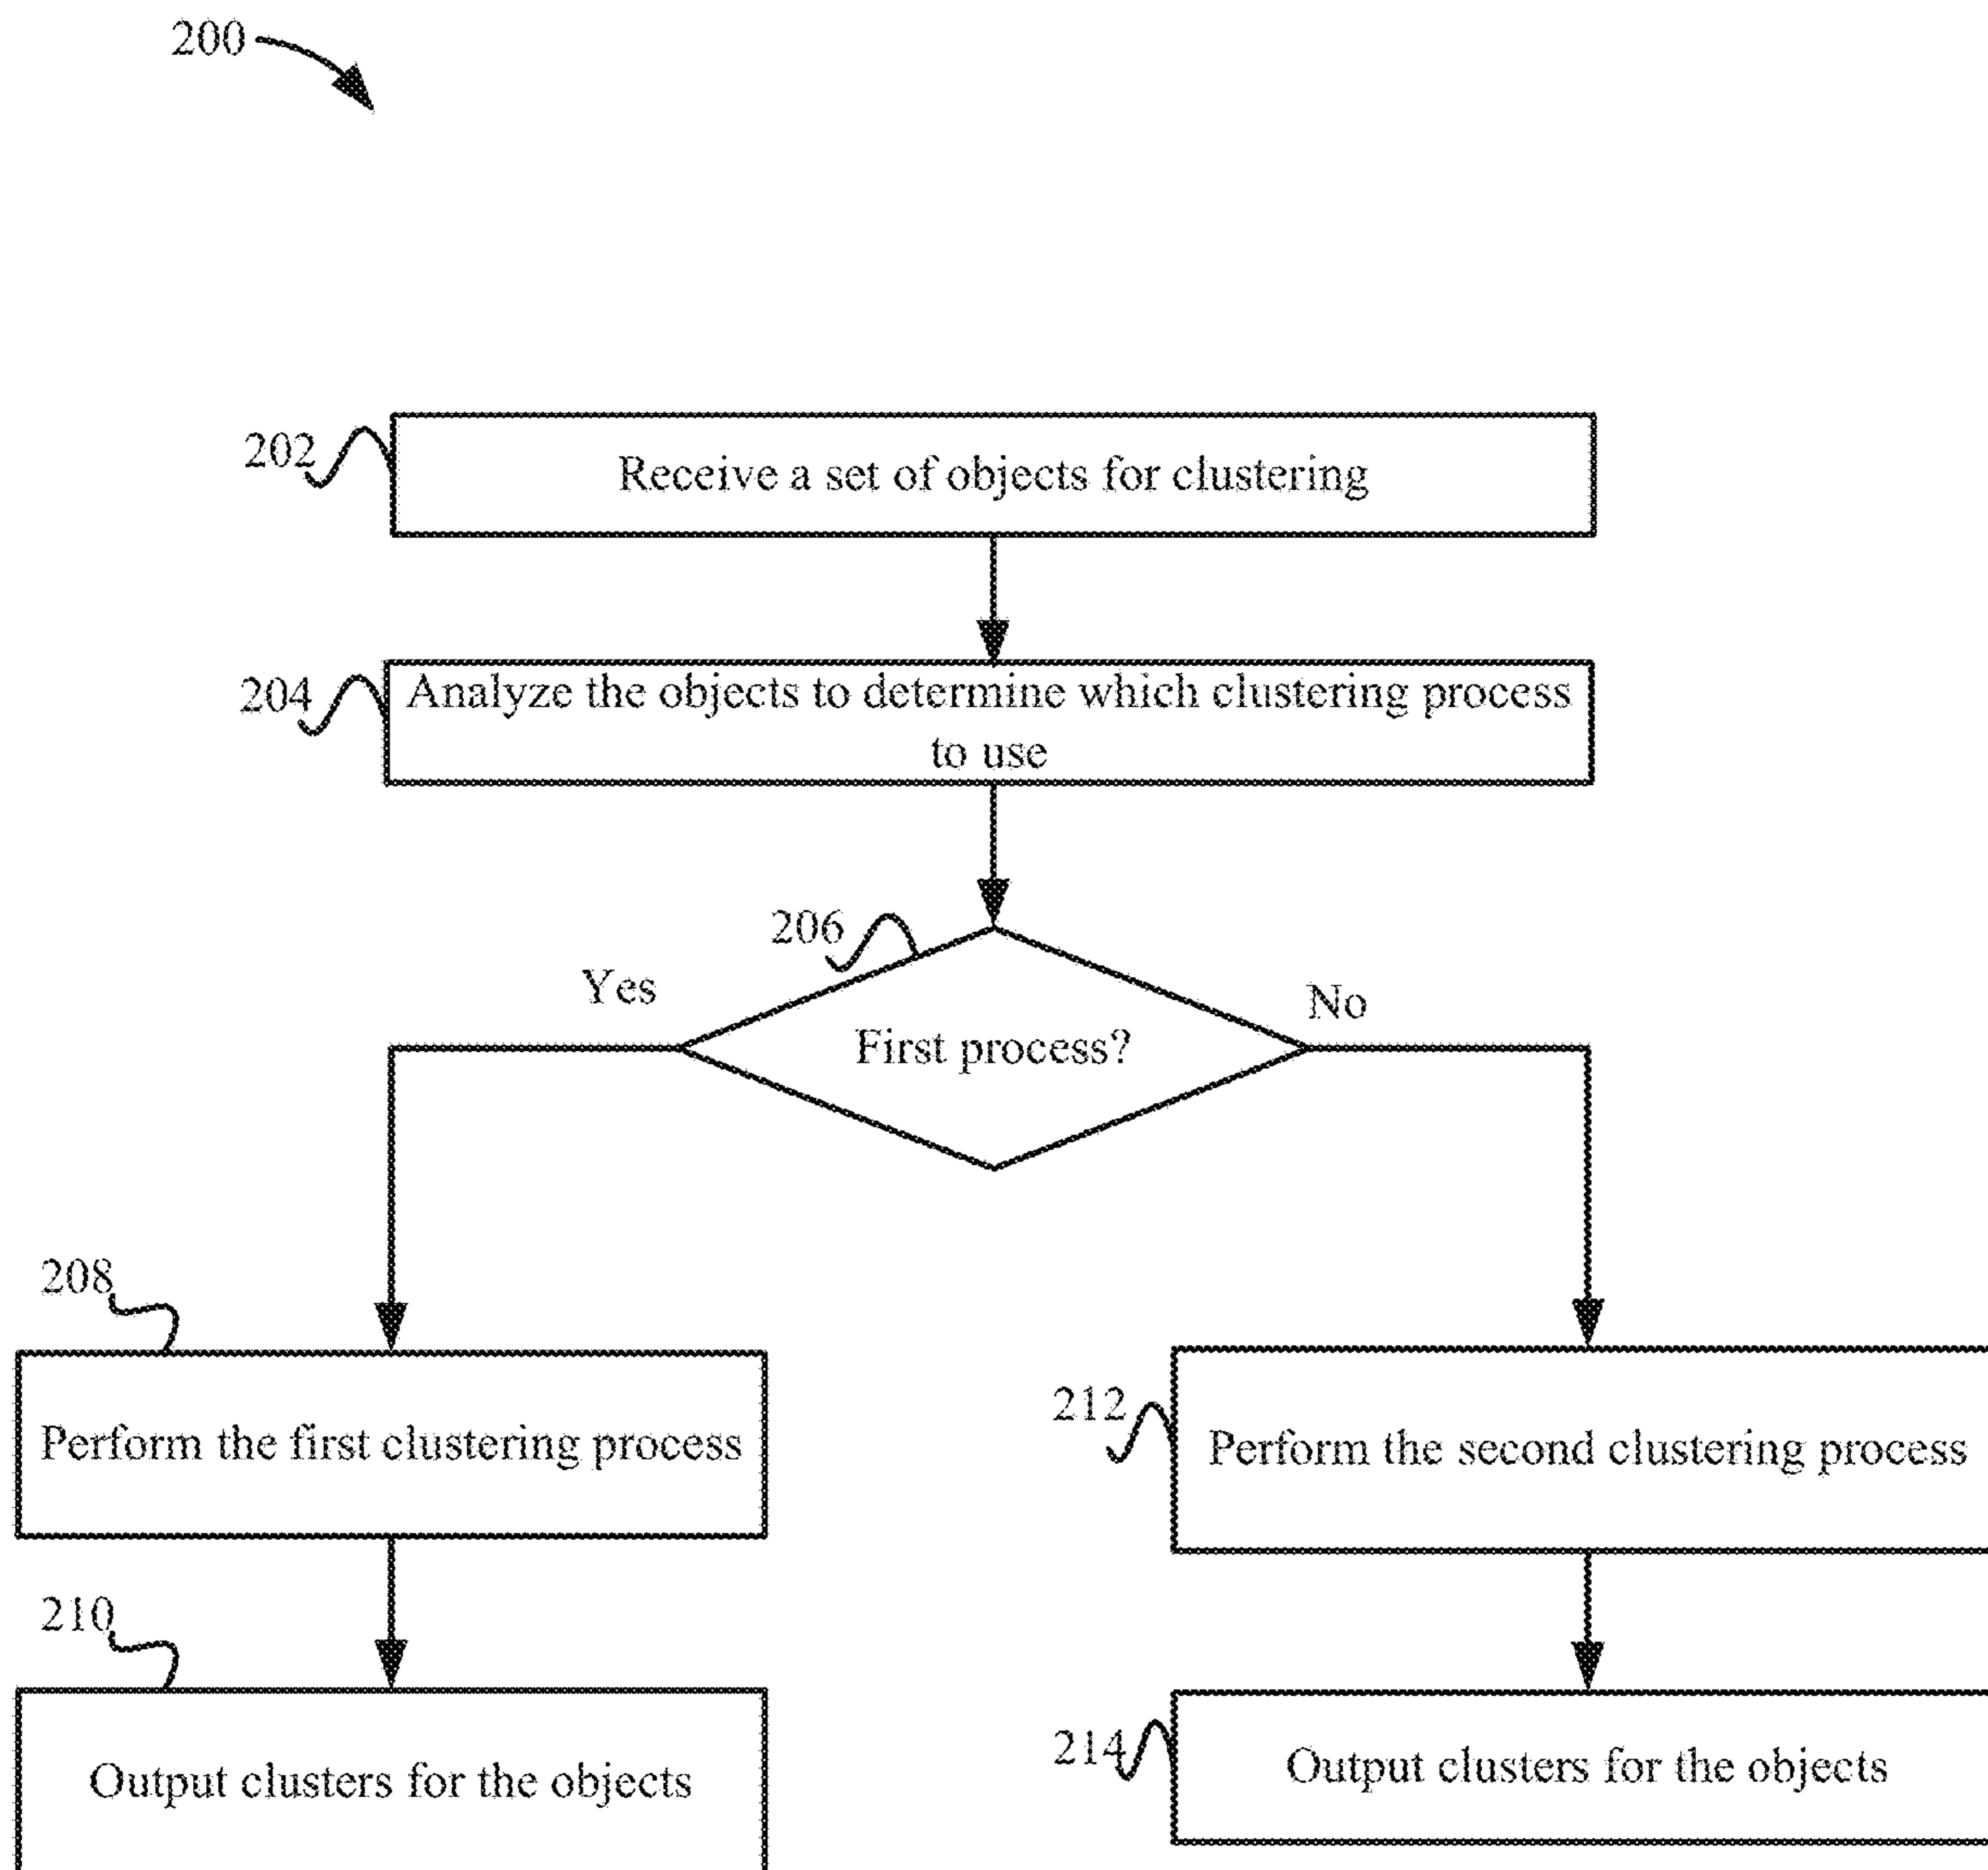 200
202
Receive a set of objects for clustering
204
Analyze the objects to determine which clustering process
to use
206
Yes
No
First process?
208
Perform the first clustering process
212
Perform the second clustering process
210
Output clusters for the objects
214
Output clusters for the objects